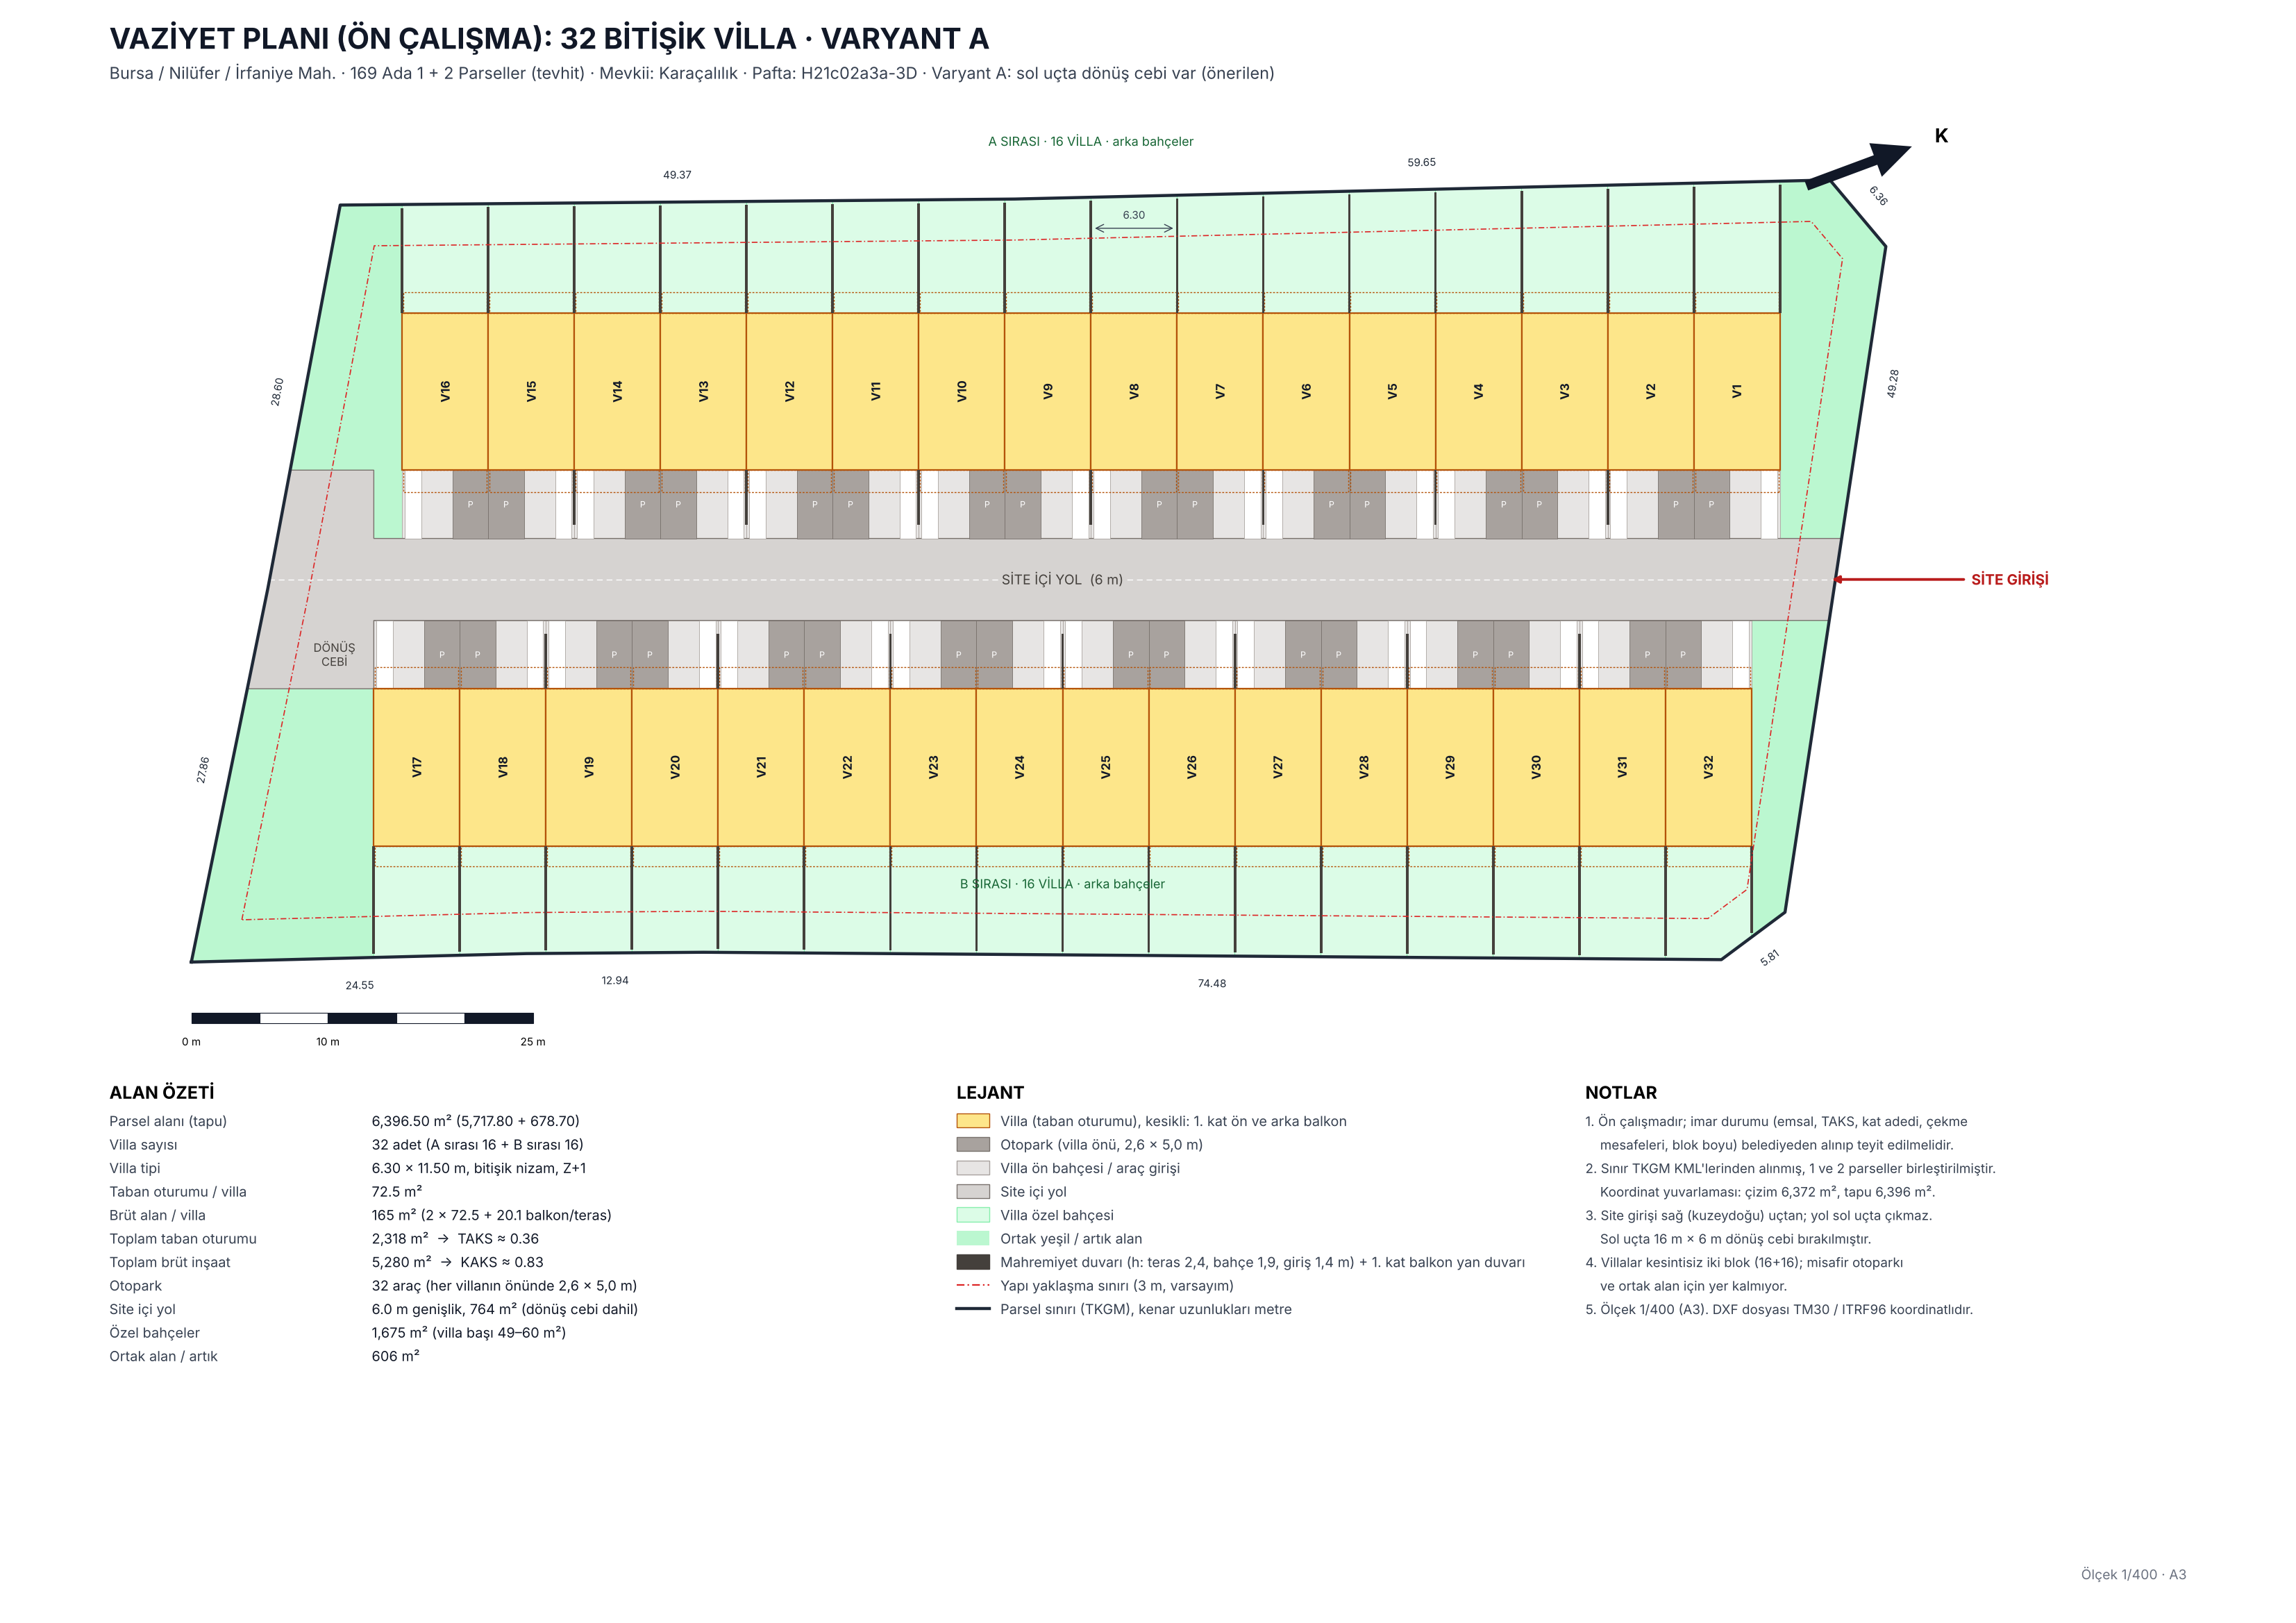 VAZİYET PLANI (ÖN ÇALIŞMA): 32 BİTİŞİK VİLLA · VARYANT A
Bursa / Nilüfer / İrfaniye Mah. · 169 Ada 1 + 2 Parseller (tevhit) · Mevkii: Karaçalılık · Pafta: H21c02a3a-3D · Varyant A: sol uçta dönüş cebi var (önerilen)
K
A SIRASI · 16 VİLLA · arka bahçeler
49.37
59.65
6.36
6.30
28.60
49.28
V16 V15 V14 V13 V12 V11 V10 V9 V8 V7 V6 V5 V4 V3 V2 V1
P P P P P P P P P P P P P P P P
SİTE İÇİ YOL (6 m)
SİTE GİRİŞİ
DÖNÜŞ
CEBİ
P P P P P P P P P P P P P P P P
27.86
V17 V18 V19 V20 V21 V22 V23 V24 V25 V26 V27 V28 V29 V30 V31 V32
B SIRASI · 16 VİLLA · arka bahçeler
5.81
24.55
12.94
74.48
0 m 10 m 25 m
ALAN ÖZETİ
Parsel alanı (tapu) 6,396.50 m² (5,717.80 + 678.70)
Villa sayısı 32 adet (A sırası 16 + B sırası 16)
Villa tipi 6.30 × 11.50 m, bitişik nizam, Z+1
Taban oturumu / villa 72.5 m²
Brüt alan / villa 165 m² (2 × 72.5 + 20.1 balkon/teras)
Toplam taban oturumu 2,318 m² → TAKS ≈ 0.36
Toplam brüt inşaat 5,280 m² → KAKS ≈ 0.83
Otopark 32 araç (her villanın önünde 2,6 × 5,0 m)
Site içi yol 6.0 m genişlik, 764 m² (dönüş cebi dahil)
Özel bahçeler 1,675 m² (villa başı 49–60 m²)
Ortak alan / artık 606 m²
LEJANT
Villa (taban oturumu), kesikli: 1. kat ön ve arka balkon
Otopark (villa önü, 2,6 × 5,0 m)
Villa ön bahçesi / araç girişi
Site içi yol
Villa özel bahçesi
Ortak yeşil / artık alan
Mahremiyet duvarı (h: teras 2,4, bahçe 1,9, giriş 1,4 m) + 1. kat balkon yan duvarı
Yapı yaklaşma sınırı (3 m, varsayım)
Parsel sınırı (TKGM), kenar uzunlukları metre
NOTLAR
1. Ön çalışmadır; imar durumu (emsal, TAKS, kat adedi, çekme
mesafeleri, blok boyu) belediyeden alınıp teyit edilmelidir.
2. Sınır TKGM KML'lerinden alınmış, 1 ve 2 parseller birleştirilmiştir.
Koordinat yuvarlaması: çizim 6,372 m², tapu 6,396 m².
3. Site girişi sağ (kuzeydoğu) uçtan; yol sol uçta çıkmaz.
Sol uçta 16 m × 6 m dönüş cebi bırakılmıştır.
4. Villalar kesintisiz iki blok (16+16); misafir otoparkı
ve ortak alan için yer kalmıyor.
5. Ölçek 1/400 (A3). DXF dosyası TM30 / ITRF96 koordinatlıdır.
Ölçek 1/400 · A3